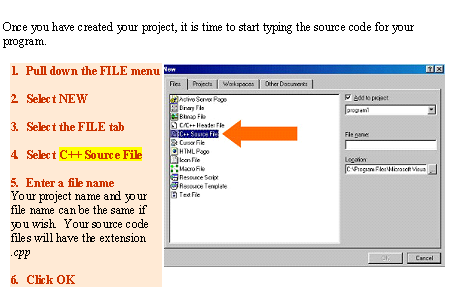 Once you have created your project, it is time to start typing the source code for your
program.
1. Pull down the FILE menu
2. Select NEW
3. Select the FILE tab
4. Select C++ Source File
5. Enter a file name
Your project name and your
file name can be the same if
you wish. Your source code
files will have the extension
.cpp
6. Click OK
New
Files
Projects
Workspaces
Other Documents
Active Server Page
Binary File
Bitmap File
C/C++ Header File
C++ Source File
Cursor File
HTML Page
Icon File
Macro File
Resource Script
Resource Template
Text File
Add to project:
program1
File name:
Location:
C:\Program Files\Microsoft Visua
...
OK
Cancel